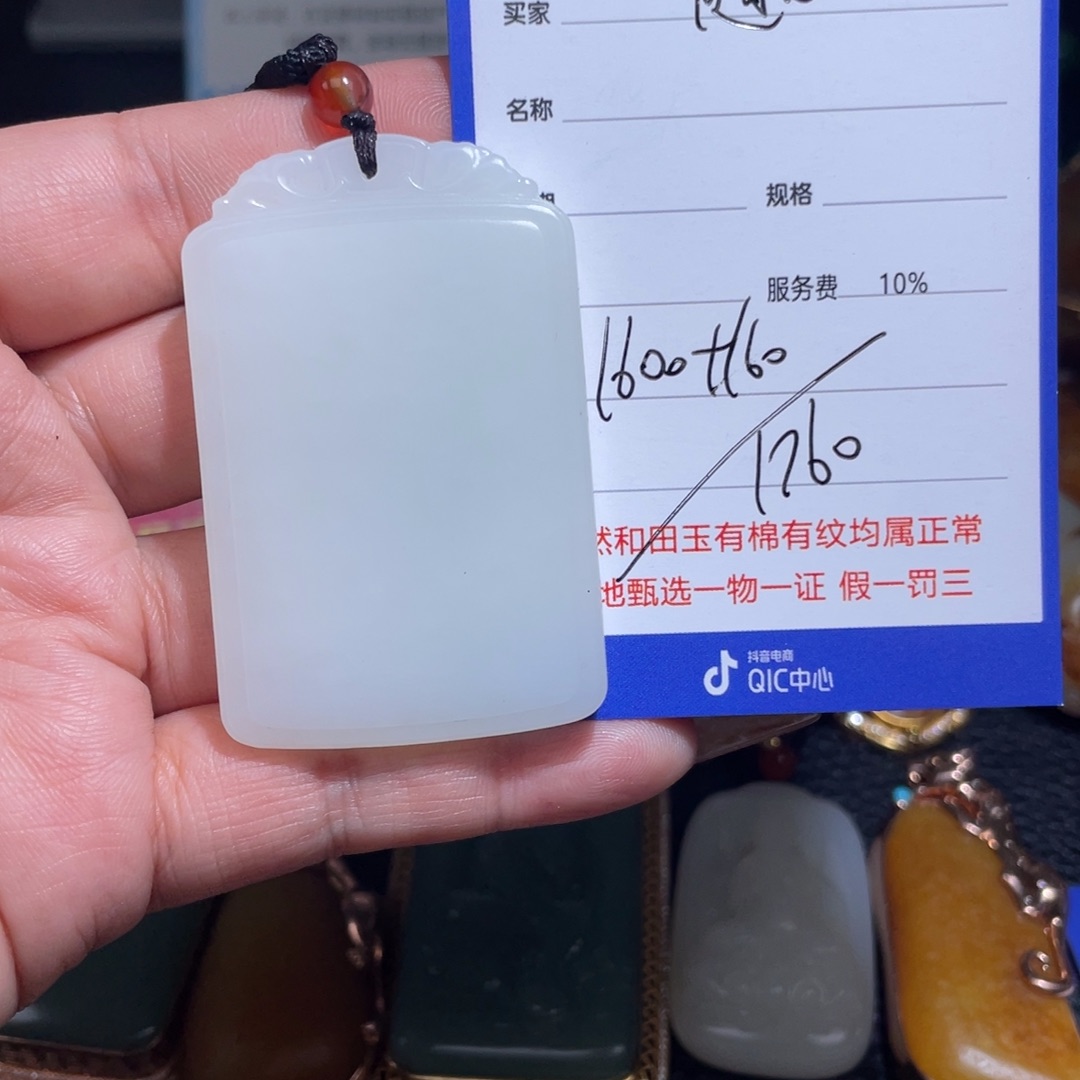 买家
名称
规格
服务费 10%
1600+160
1760
然和田玉有棉有纹均属正常
地甄选一物一证 假一罚三
抖音电商
QIC中心